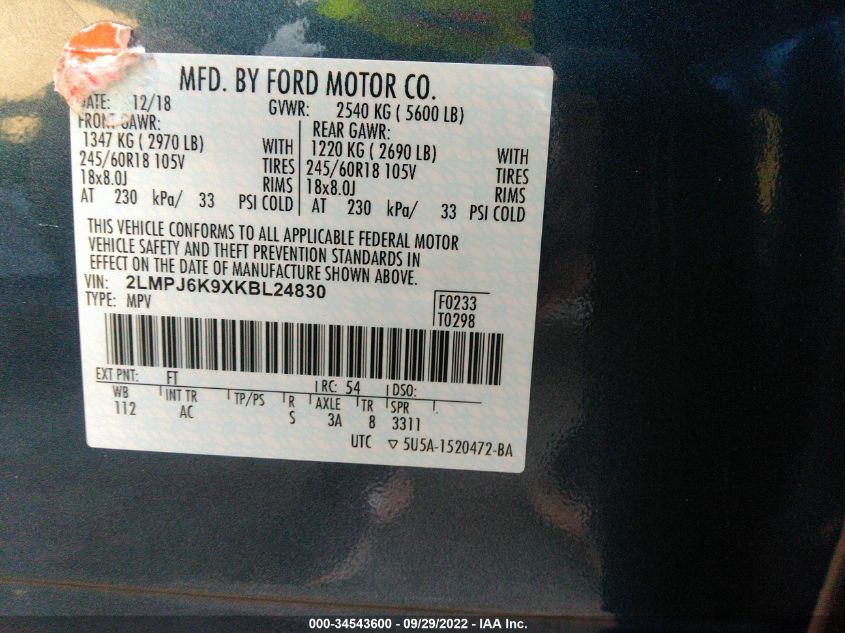 MFD. BY FORD MOTOR CO.
DATE: 12/18 GVWR: 2540 KG ( 5600 LB)
FRONT GAWR: REAR GAWR:
1347 KG ( 2970 LB) WITH 1220 KG ( 2690 LB) WITH
245/60R18 105V TIRES 245/60R18 105V TIRES
18x8.0J RIMS 18x8.0J RIMS
AT 230 kPa/ 33 PSI COLD AT 230 kPa/ 33 PSI COLD
THIS VEHICLE CONFORMS TO ALL APPLICABLE FEDERAL MOTOR
VEHICLE SAFETY AND THEFT PREVENTION STANDARDS IN
EFFECT ON THE DATE OF MANUFACTURE SHOWN ABOVE.
VIN: 2LMPJ6K9XKBL24830
TYPE: MPV F0233
T0298
EXT PNT: FT RC: 54 DSO:
WB INT TR TP/PS R AXLE TR SPR
112 AC S 3A 8 3311
UTC ▽ 5U5A-1520472-BA
000-34543600 / 09/29/2022 - IAA Inc.